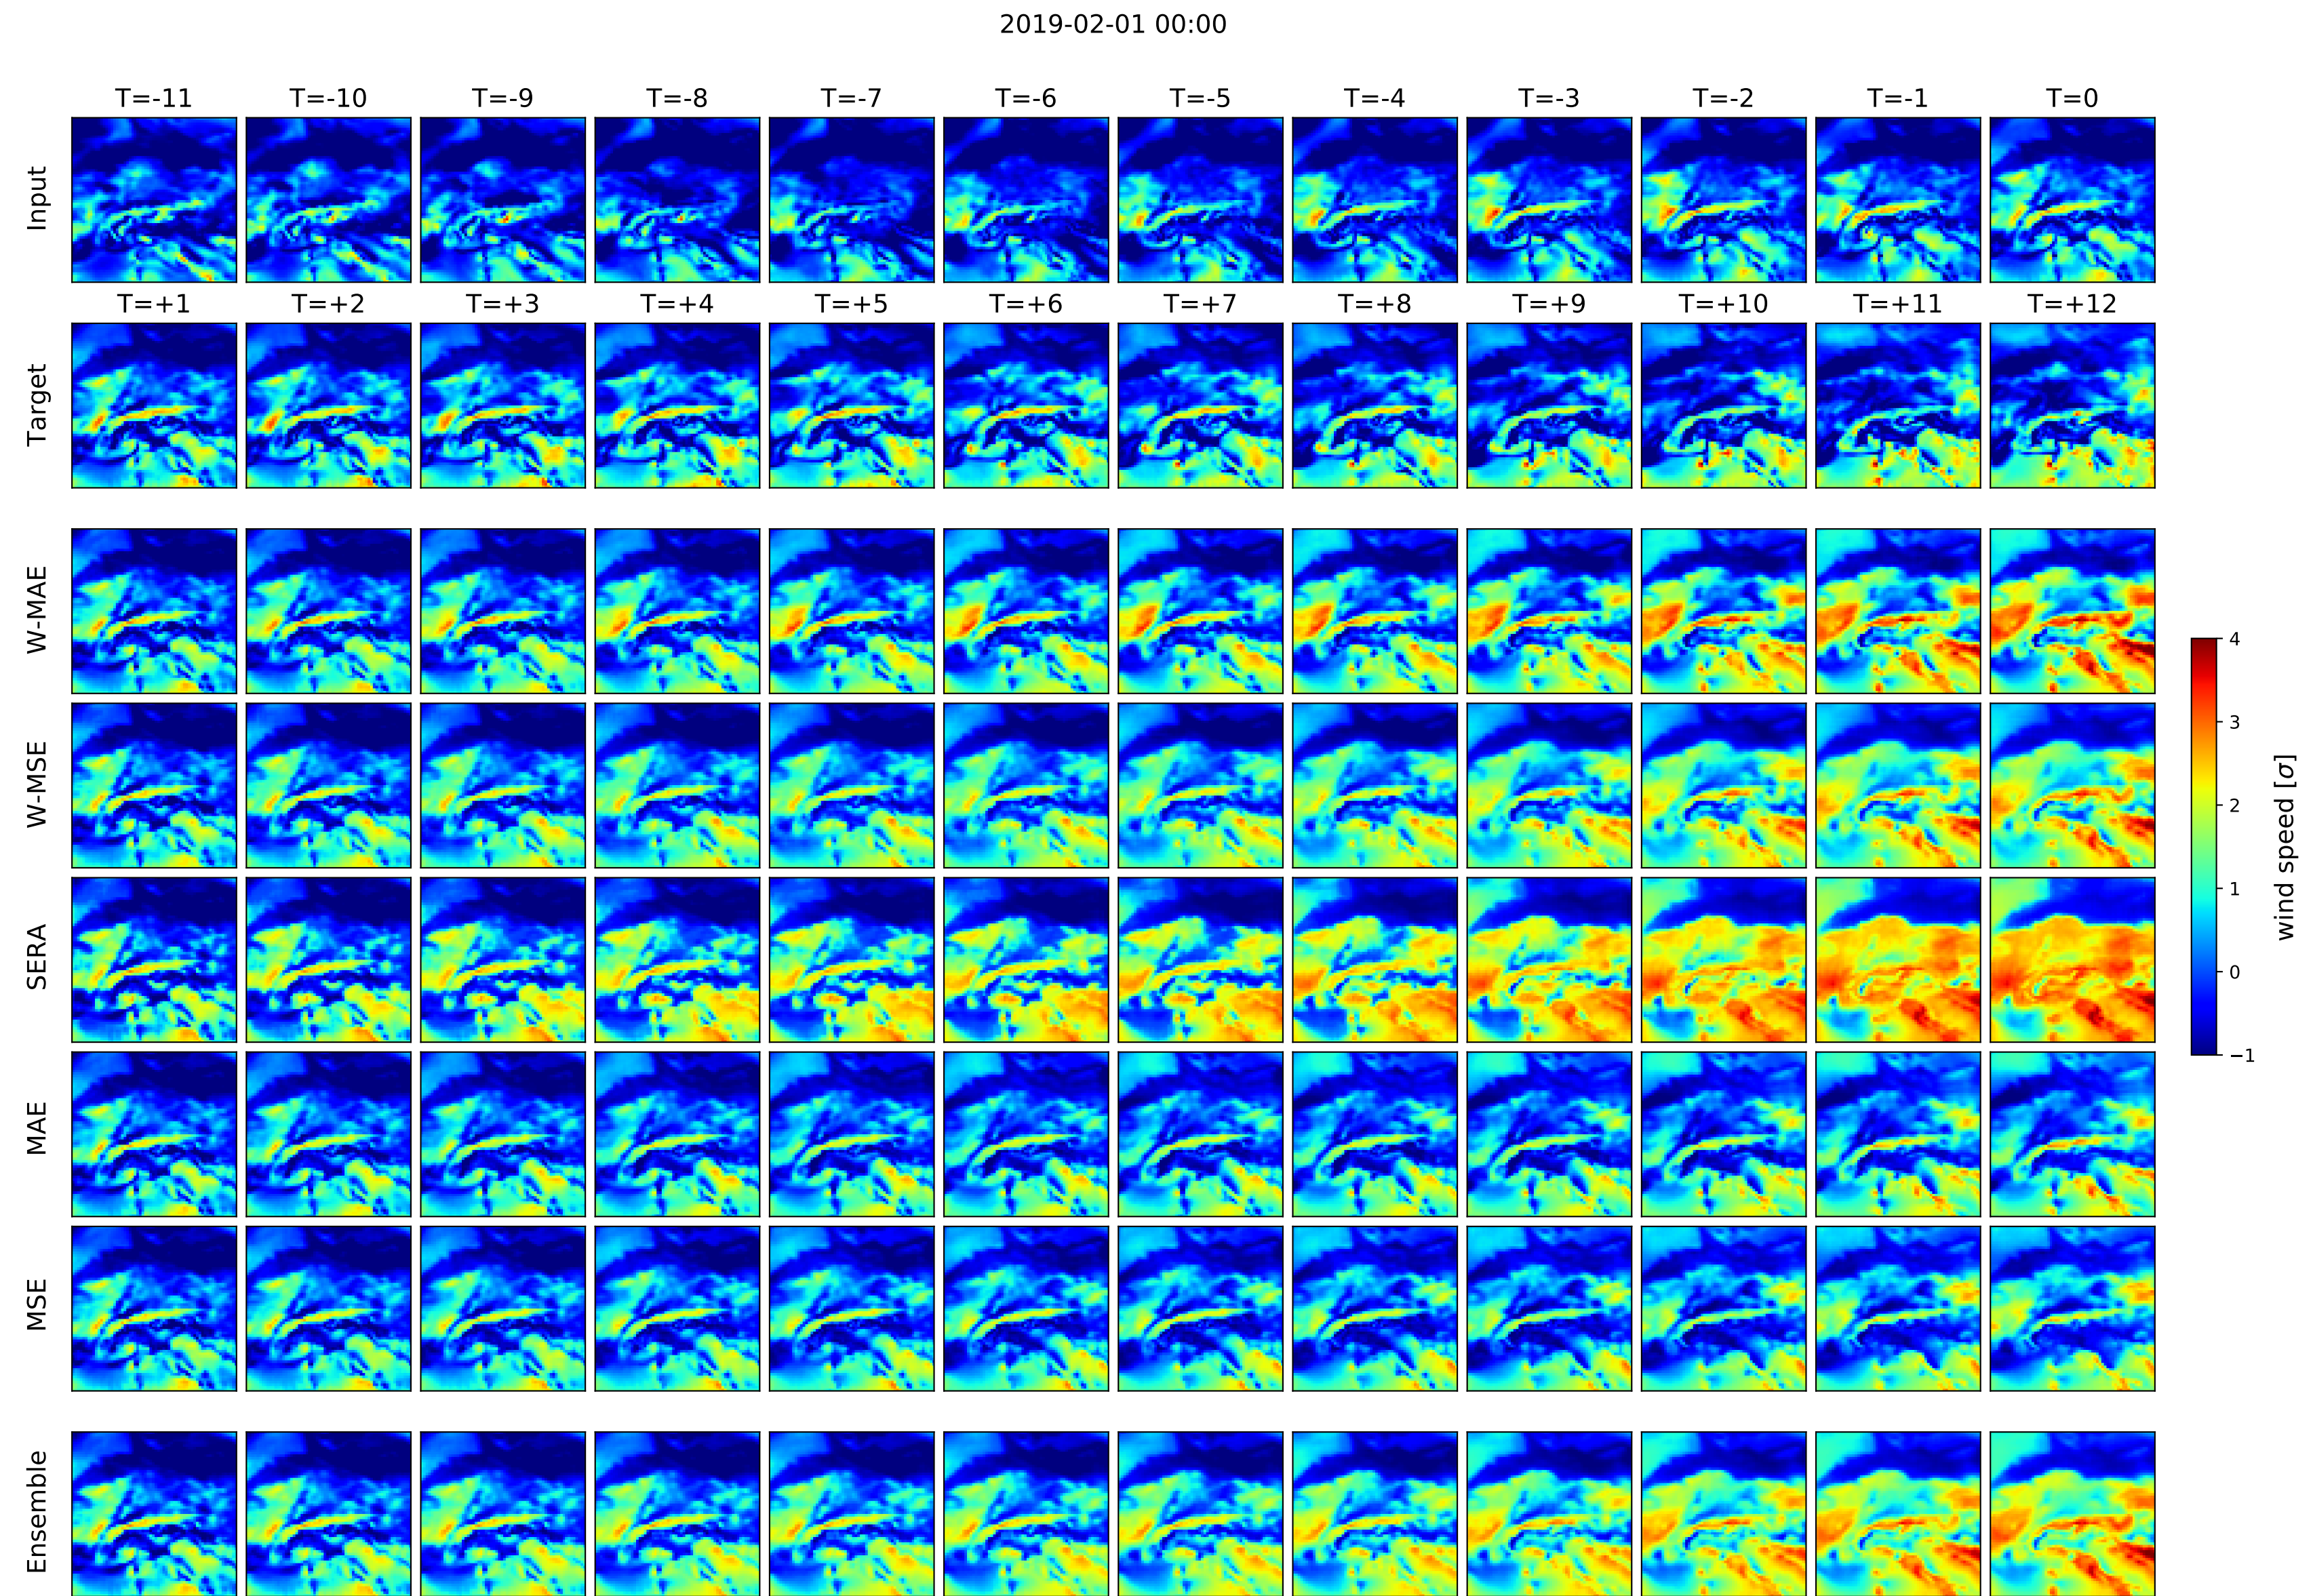 2019-02-01 00:00
T=-11 T=-10 T=-9 T=-8 T=-7 T=-6 T=-5 T=-4 T=-3 T=-2 T=-1 T=0
Input
T=+1 T=+2 T=+3 T=+4 T=+5 T=+6 T=+7 T=+8 T=+9 T=+10 T=+11 T=+12
Target
W-MAE
W-MSE
SERA
MAE
MSE
Ensemble
4
3
2
1
0
−1
wind speed [σ]